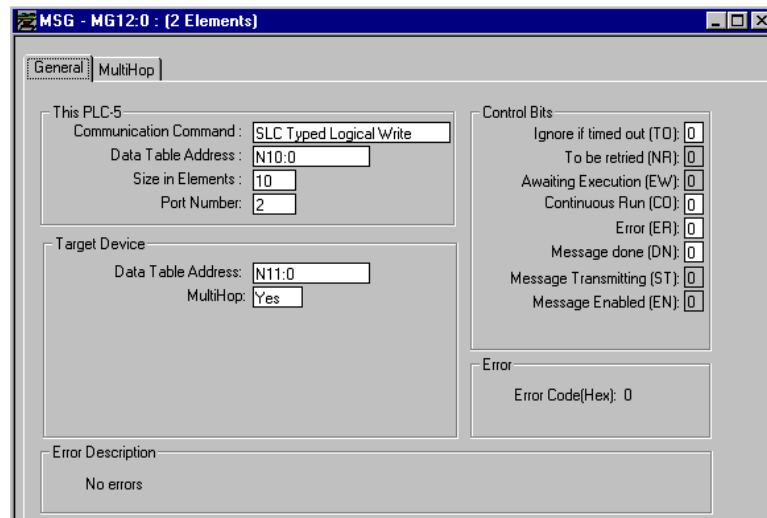 MSG - MG12:0 : (2 Elements)
General MultiHop
This PLC-5
Communication Command : SLC Typed Logical Write
Data Table Address : N10:0
Size in Elements : 10
Port Number: 2
Target Device
Data Table Address: N11:0
MultiHop: Yes
Control Bits
Ignore if timed out (TO): 0
To be retried (NR): 0
Awaiting Execution (EW): 0
Continuous Run (CO): 0
Error (ER): 0
Message done (DN): 0
Message Transmitting (ST): 0
Message Enabled (EN): 0
Error
Error Code(Hex): 0
Error Description
No errors